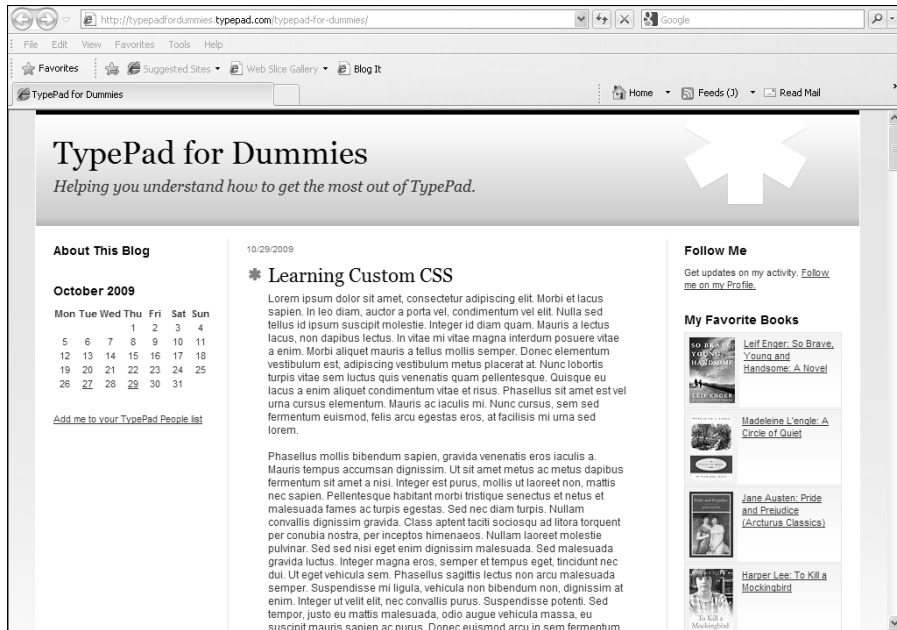 http://typepadfordummies.typepad.com/typepad-for-dummies/
Google
File Edit View Favorites Tools Help
Favorites Suggested Sites Web Slice Gallery Blog It
TypePad for Dummies
Home Feeds (J) Read Mail
TypePad for Dummies
Helping you understand how to get the most out of TypePad.
About This Blog
October 2009
Mon Tue Wed Thu Fri Sat Sun
1 2 3 4
5 6 7 8 9 10 11
12 13 14 15 16 17 18
19 20 21 22 23 24 25
26 27 28 29 30 31
Add me to your TypePad People list
10/29/2009
Learning Custom CSS
Lorem ipsum dolor sit amet, consectetur adipiscing elit. Morbi et lacus
sapien. In leo diam, auctor a porta vel, condimentum vel elit. Nulla sed
tellus id ipsum suscipit molestie. Integer id diam quam. Mauris a lectus
lacus, non dapibus lectus. In vitae mi vitae magna interdum posuere vitae
a enim. Morbi aliquet mauris a tellus mollis semper. Donec elementum
vestibulum est, adipiscing vestibulum metus placerat at. Nunc lobortis
turpis vitae sem luctus quis venenatis quam pellentesque. Quisque eu
lacus a enim aliquet condimentum vitae et risus. Phasellus sit amet est vel
urna cursus elementum. Mauris ac iaculis mi. Nunc cursus, sem sed
fermentum euismod, felis arcu egestas eros, at facilisis mi urna sed
lorem.
Phasellus mollis bibendum sapien, gravida venenatis eros iaculis a.
Mauris tempus accumsan dignissim. Ut sit amet metus ac metus dapibus
fermentum sit amet a nisi. Integer est purus, mollis ut laoreet non, mattis
nec sapien. Pellentesque habitant morbi tristique senectus et netus et
malesuada fames ac turpis egestas. Sed nec diam turpis. Nullam
convallis dignissim gravida. Class aptent taciti sociosqu ad litora torquent
per conubia nostra, per inceptos himenaeos. Nullam laoreet molestie
pulvinar. Sed sed nisi eget enim dignissim malesuada. Sed malesuada
gravida luctus. Integer magna eros, semper et tempus eget, tincidunt nec
dui. Ut eget vehicula sem. Phasellus sagittis lectus non arcu malesuada
semper. Suspendisse mi ligula, vehicula non bibendum non, dignissim at
enim. Integer ut velit elit, nec convallis purus. Suspendisse potenti. Sed
tempor, justo eu mattis malesuada, odio augue vehicula massa, eu
suscipit mauris sapien ac purus. Donec euismod arcu in sem fermentum
Follow Me
Get updates on my activity. Follow
me on my Profile.
My Favorite Books
SO BRAVE,
YOUNG,
HANDSOME
LEIF ENGER
Leif Enger: So Brave,
Young and
Handsome: A Novel
Madeleine L'engle: A
Circle of Quiet
Jane Austen: Pride
and Prejudice
(Arcturus Classics)
To Kill a
Mockingbird
Harper Lee: To Kill a
Mockingbird